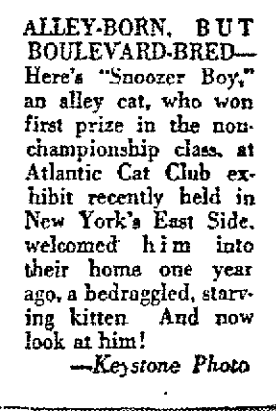 ALLEY-BORN, BUT
BOULEVARD-BRED—
Here's "Snoozer Boy,"
an alley cat, who won
first prize in the non-
championship class, at
Atlantic Cat Club ex-
hibit recently held in
New York's East Side,
welcomed him into
their home one year
ago, a bedraggled, starv-
ing kitten. And now
look at him!
—Keystone Photo